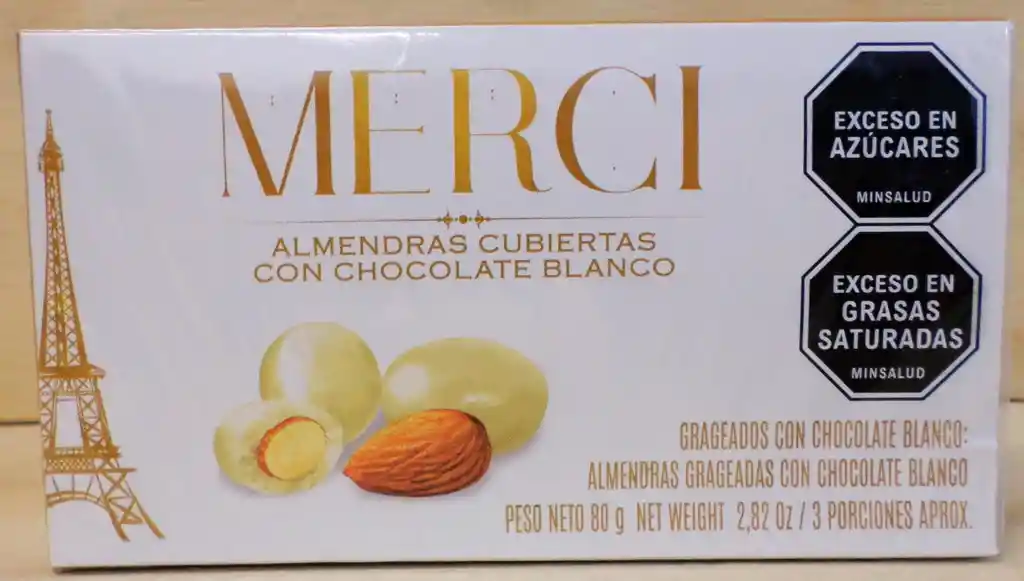 MERCI
ALMENDRAS CUBIERTAS
CON CHOCOLATE BLANCO
EXCESO EN
AZÚCARES
MINSALUD
EXCESO EN
GRASAS
SATURADAS
MINSALUD
GRAGEADOS CON CHOCOLATE BLANCO:
ALMENDRAS GRAGEADAS CON CHOCOLATE BLANCO
PESO NETO 80 g NET WEIGHT 2,82 Oz / 3 PORCIONES APROX.